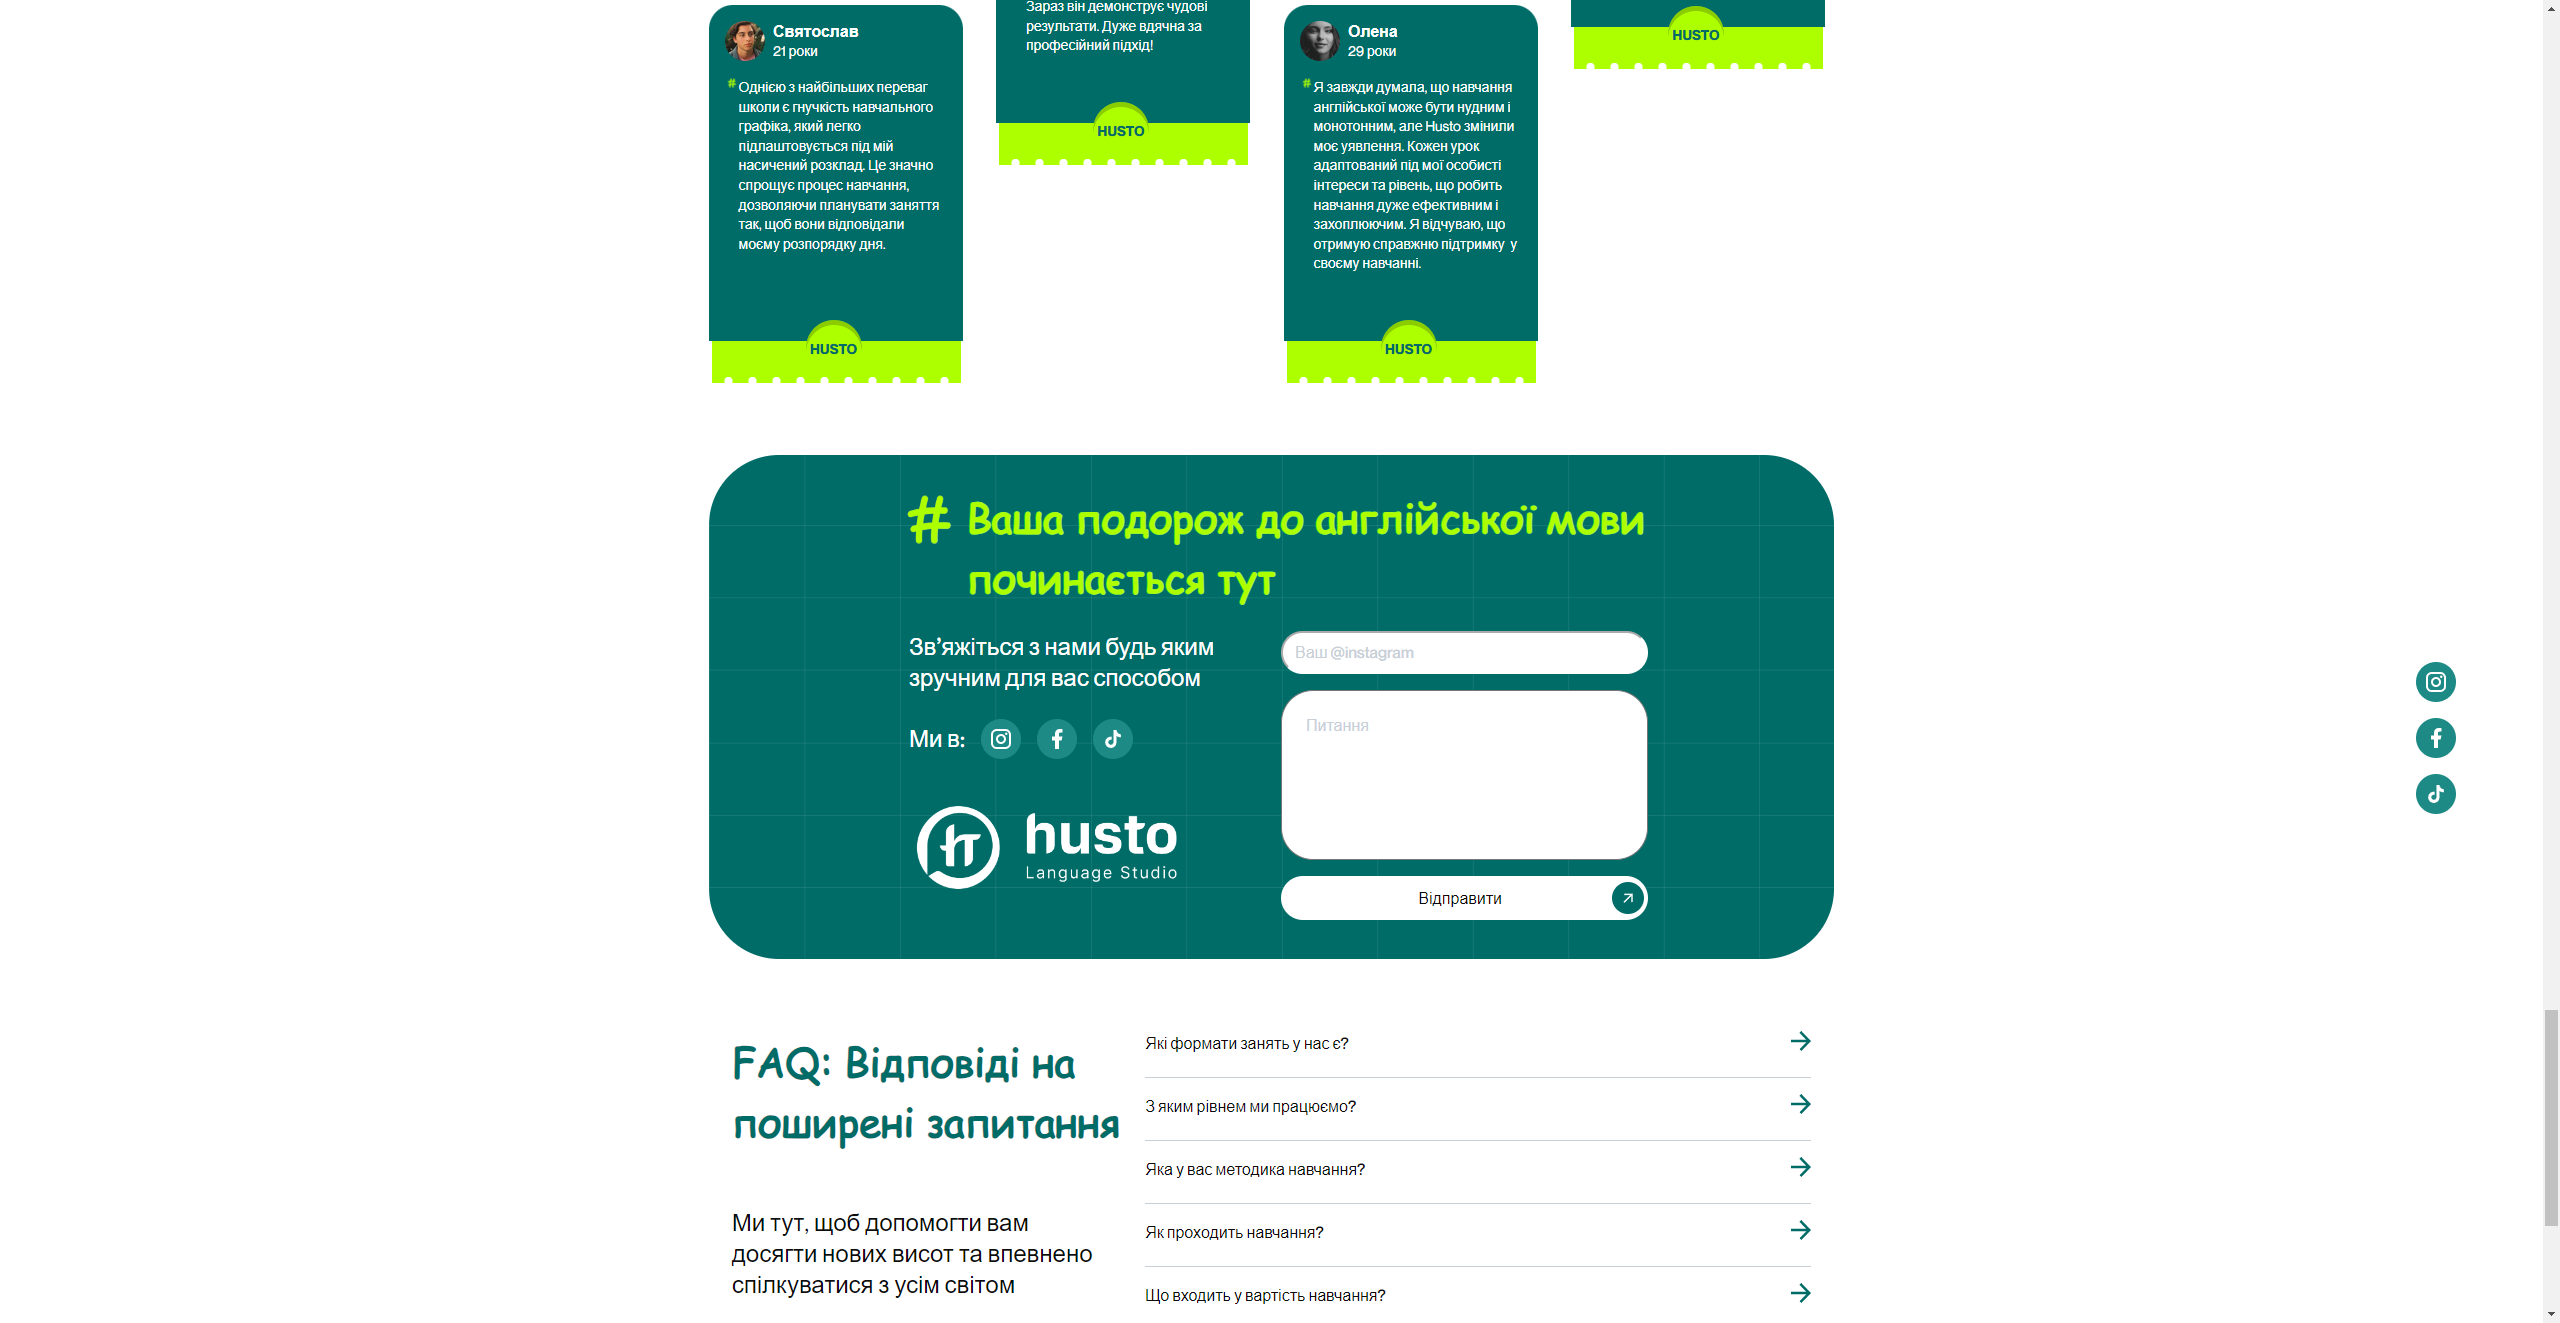 Святослав
21 роки
# Однією з найбільших переваг
школи є гнучкість навчального
графіка, який легко
підлаштовується під мій
насичений розклад. Це значно
спрощує процес навчання,
дозволяючи планувати заняття
так, щоб вони відповідали
моєму розпорядку дня.
HUSTO
Зараз він демонструє чудові
результати. Дуже вдячна за
професійний підхід!
HUSTO
Олена
29 роки
# Я завжди думала, що навчання
англійської може бути нудним і
монотонним, але Husto змінили
моє уявлення. Кожен урок
адаптований під мої особисті
інтереси та рівень, що робить
навчання дуже ефективним і
захоплюючим. Я відчуваю, що
отримую справжню підтримку у
своєму навчанні.
HUSTO
HUSTO
# Ваша подорож до англійської мови
починається тут
Зв’яжіться з нами будь яким
зручним для вас способом
Ми в:
husto
Language Studio
Ваш @instagram
Питання
Відправити
FAQ: Відповіді на
поширені запитання
Ми тут, щоб допомогти вам
досягти нових висот та впевнено
спілкуватися з усім світом
Які формати занять у нас є?
З яким рівнем ми працюємо?
Яка у вас методика навчання?
Як проходить навчання?
Що входить у вартість навчання?